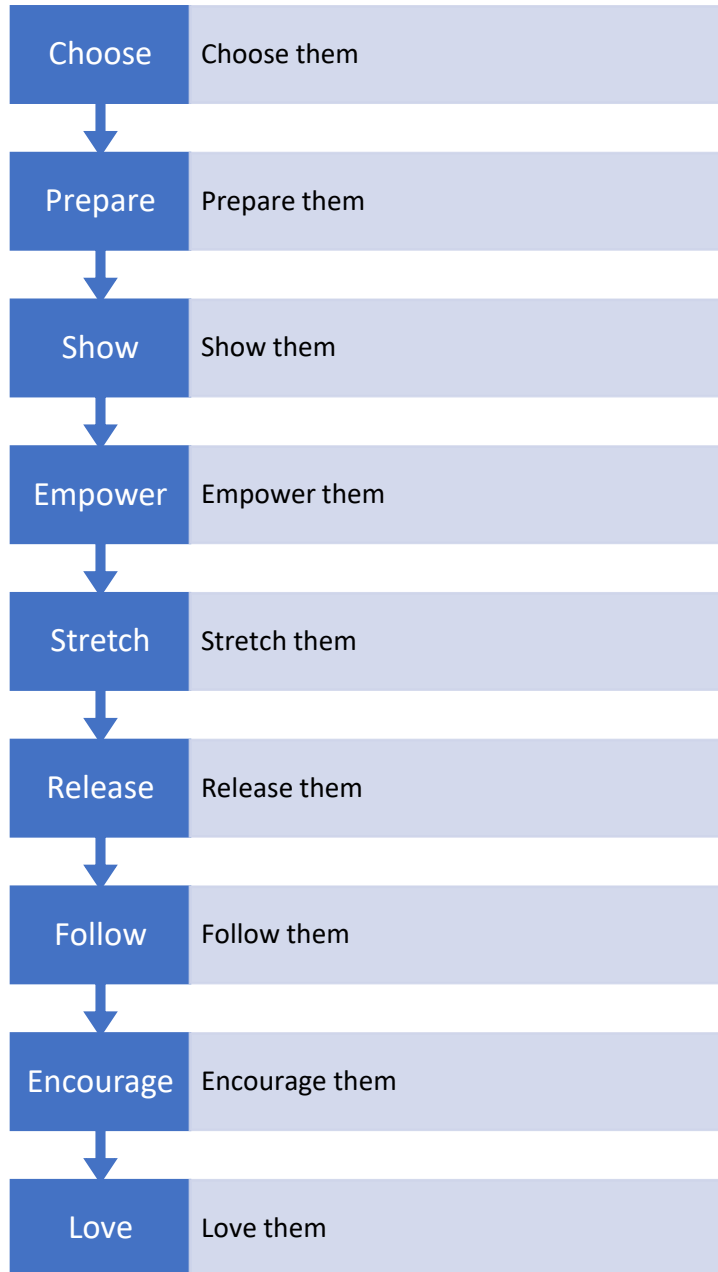 Choose
Choose them
Prepare
Prepare them
Show
Show them
Empower
Empower them
Stretch
Stretch them
Release
Release them
Follow
Follow them
Encourage
Encourage them
Love
Love them